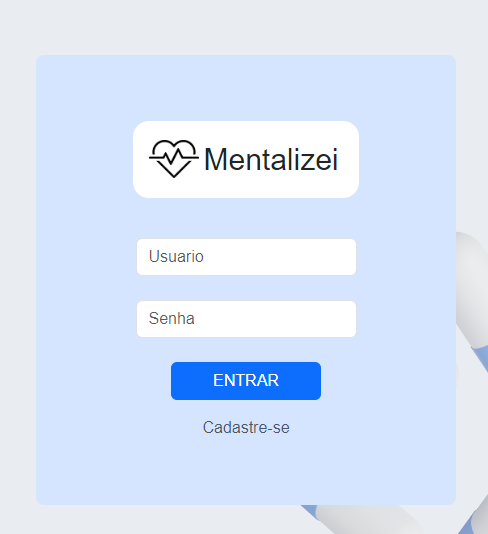 Mentalizei
Usuario
Senha
ENTRAR
Cadastre-se